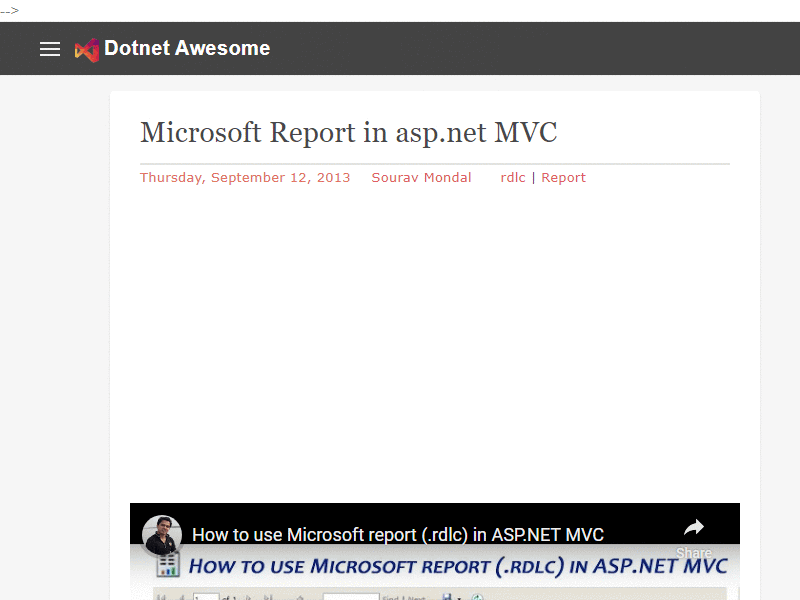 -->
Dotnet Awesome
Microsoft Report in asp.net MVC
Thursday, September 12, 2013 Sourav Mondal rdlc | Report
How to use Microsoft report (.rdlc) in ASP.NET MVC
Share
How to use Microsoft report (.rdlc) in ASP.NET MVC